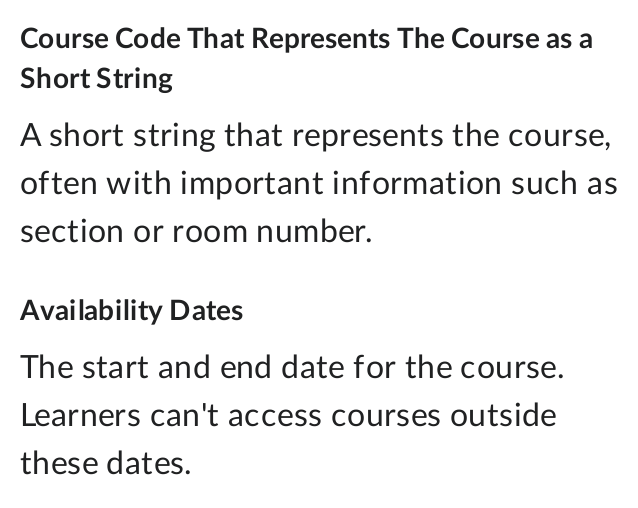 Course Code That Represents The Course as a
Short String
A short string that represents the course,
often with important information such as
section or room number.
Availability Dates
The start and end date for the course.
Learners can't access courses outside
these dates.